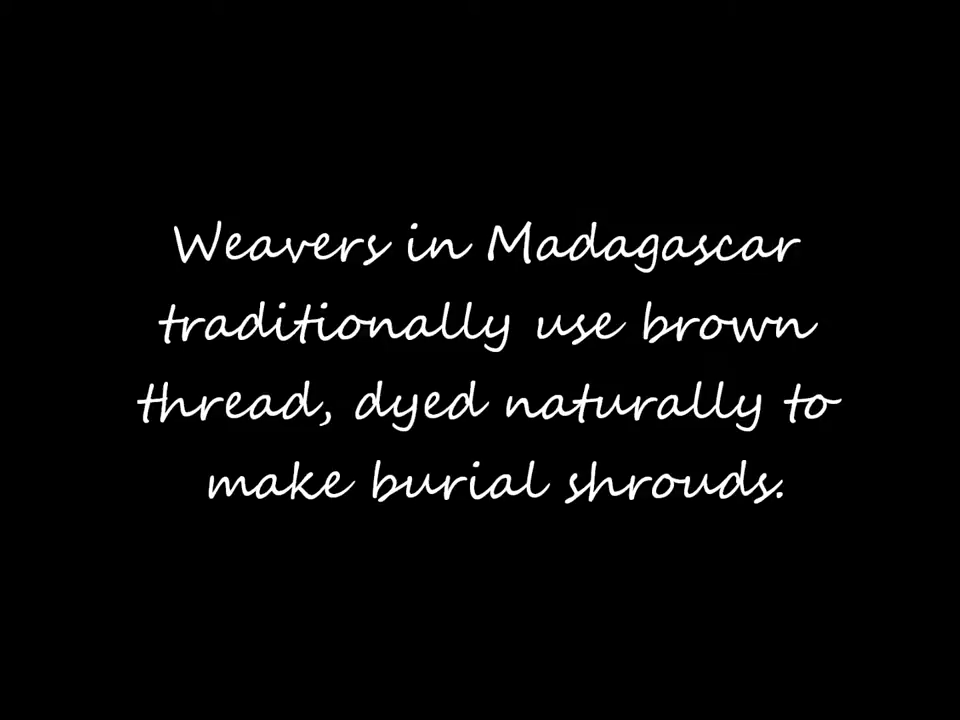 Weavers in Madagascar
traditionally use brown
thread, dyed naturally to
make burial shrouds.